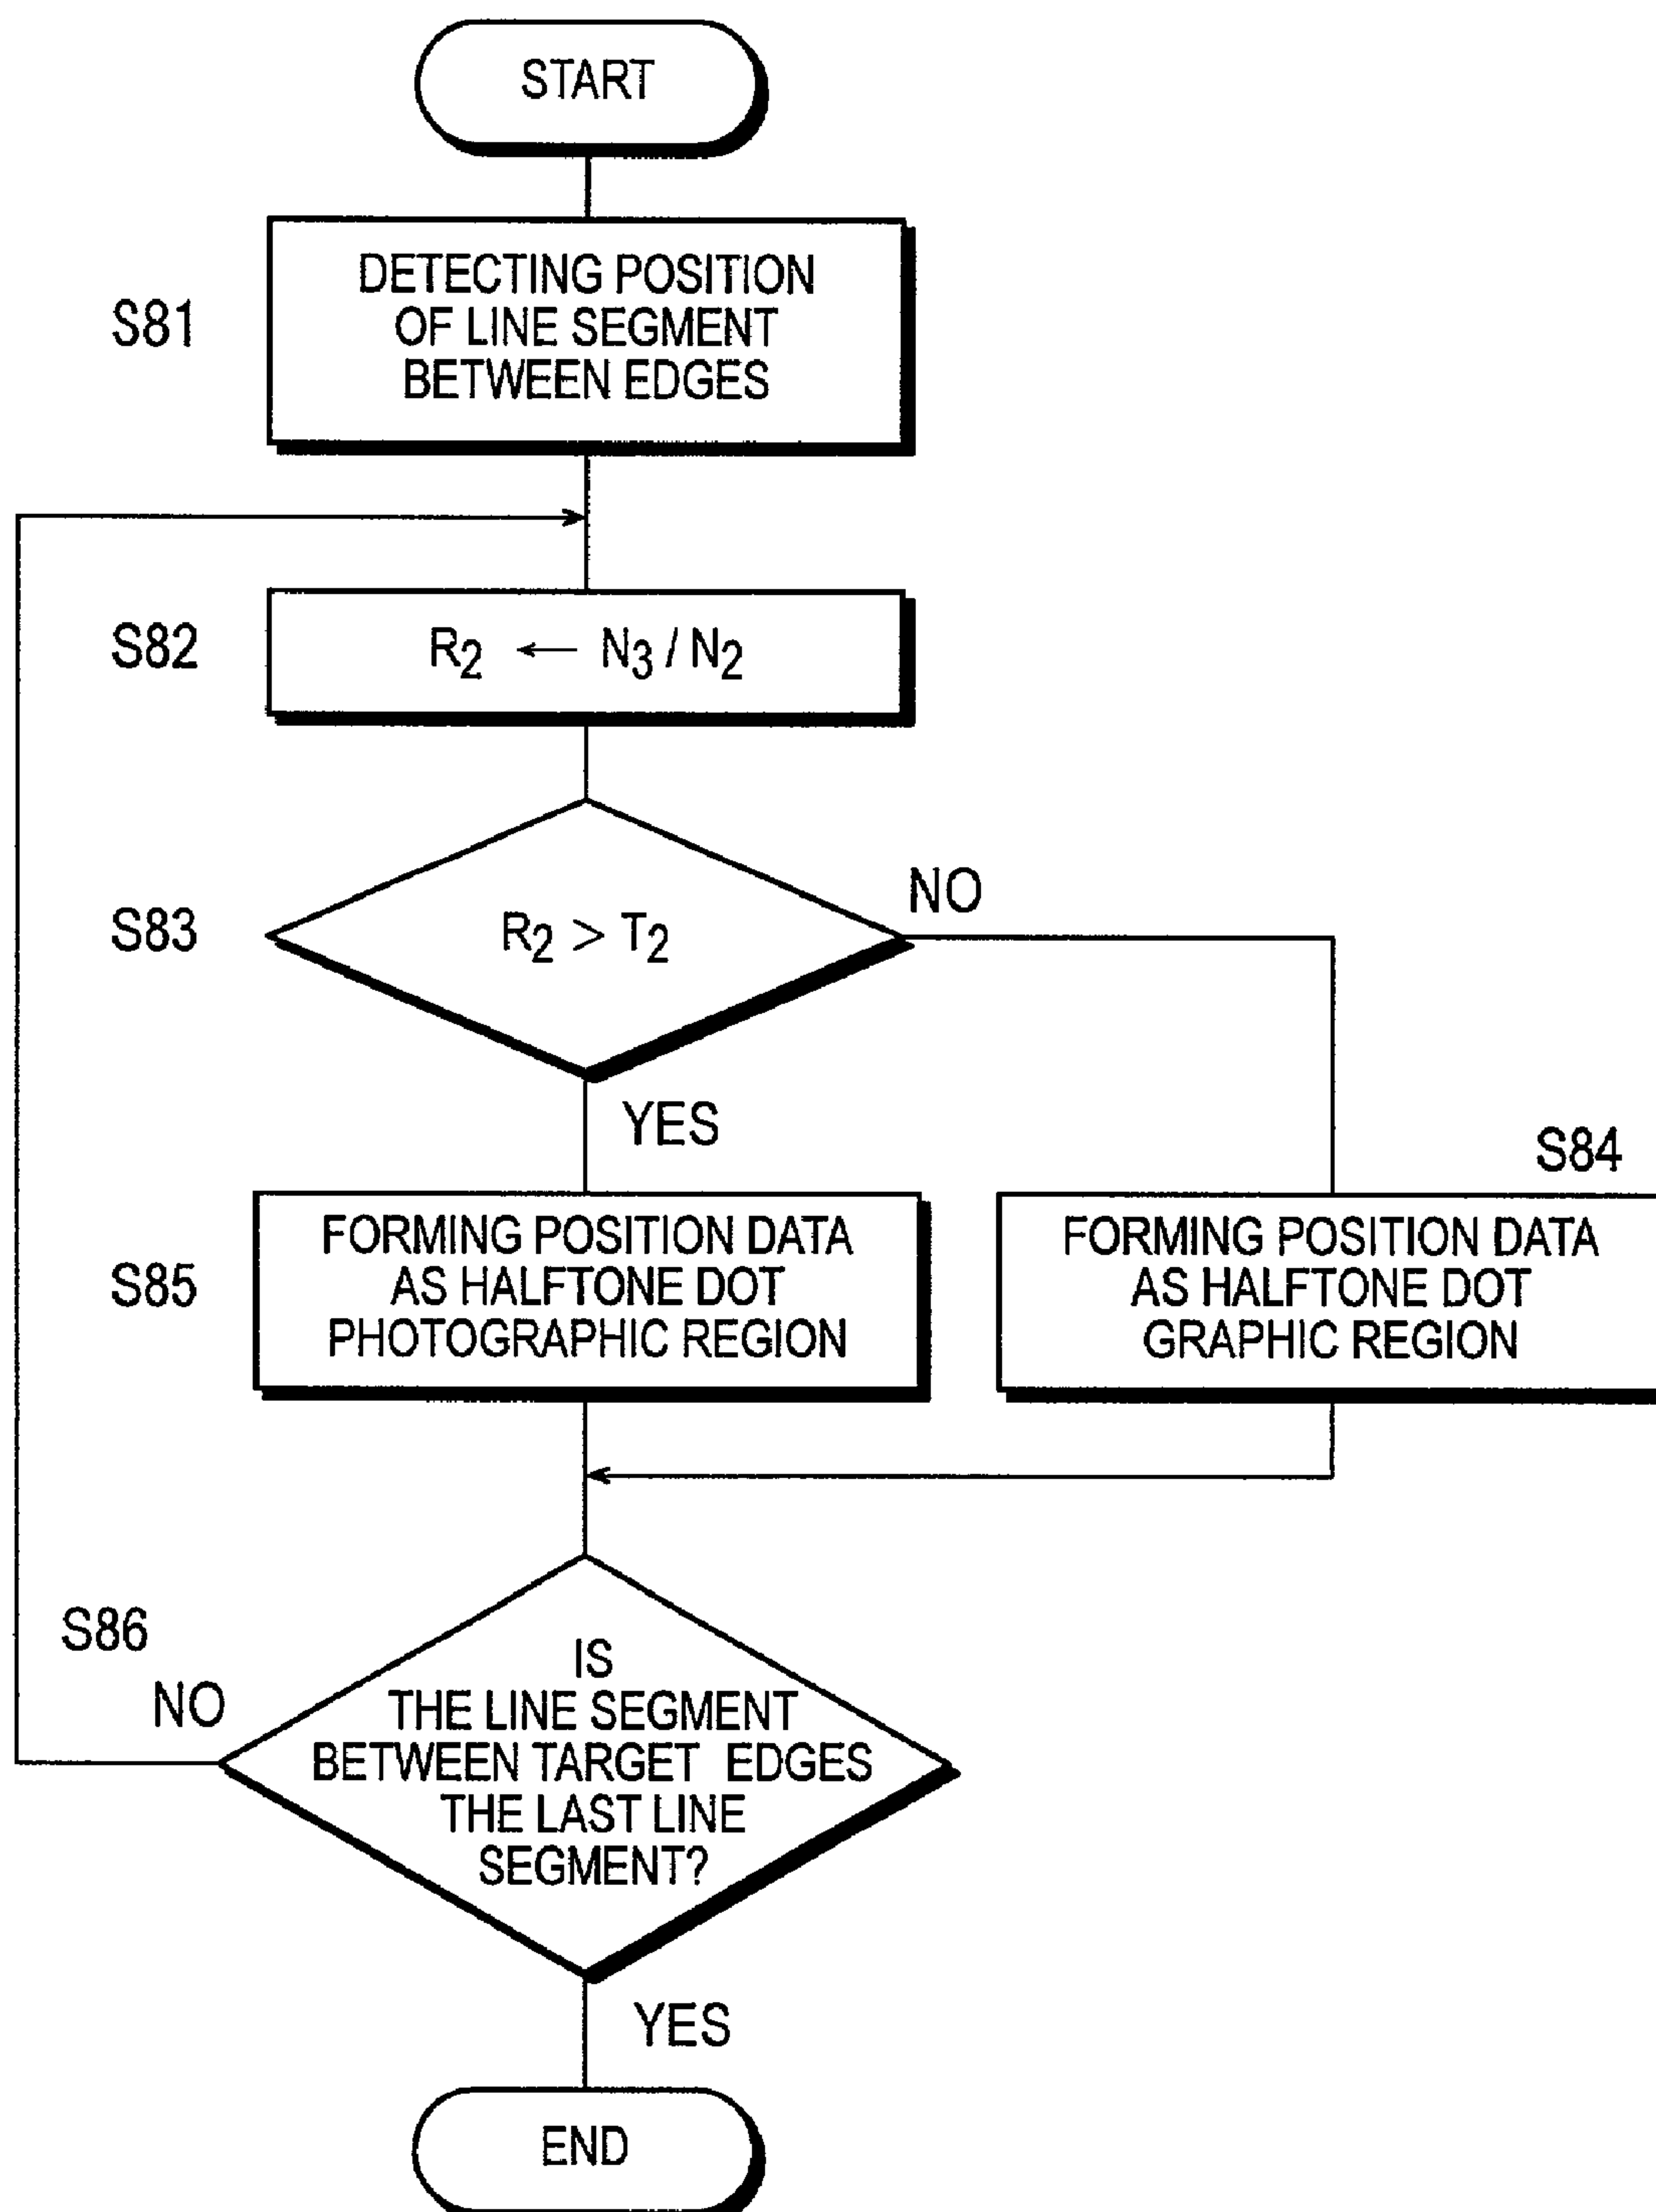 START
S81
DETECTING POSITION
OF LINE SEGMENT
BETWEEN EDGES
S82
R2 ← N3 / N2
S83
R2 > T2
NO
YES
S84
S85
FORMING POSITION DATA
AS HALFTONE DOT
PHOTOGRAPHIC REGION
FORMING POSITION DATA
AS HALFTONE DOT
GRAPHIC REGION
S86
NO
IS
THE LINE SEGMENT
BETWEEN TARGET EDGES
THE LAST LINE
SEGMENT?
YES
END